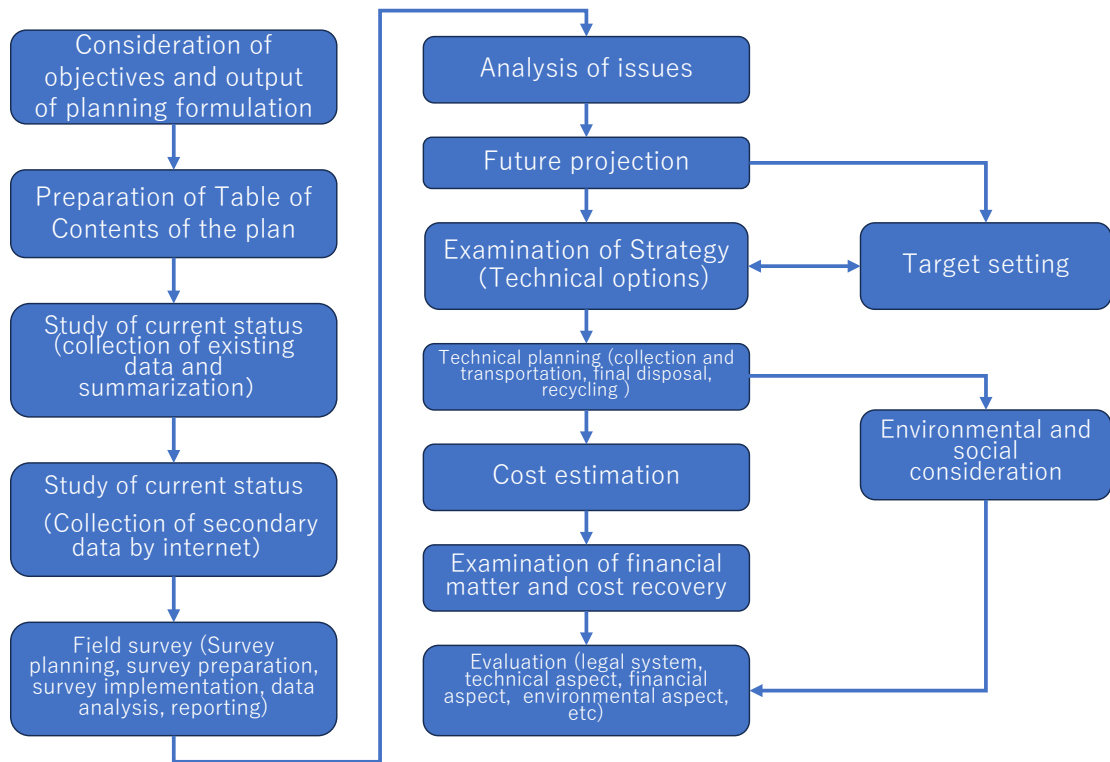 Consideration of
objectives and output
of planning formulation
Preparation of Table of
Contents of the plan
Study of current status
(collection of existing
data and
summarization)
Study of current status
(Collection of secondary
data by internet)
Field survey (Survey
planning, survey preparation,
survey implementation, data
analysis, reporting)
Analysis of issues
Future projection
Examination of Strategy
(Technical options)
Target setting
Technical planning (collection and
transportation, final disposal,
recycling )
Environmental and
social
consideration
Cost estimation
Examination of financial
matter and cost recovery
Evaluation (legal system,
technical aspect, financial
aspect,  environmental aspect,
etc)